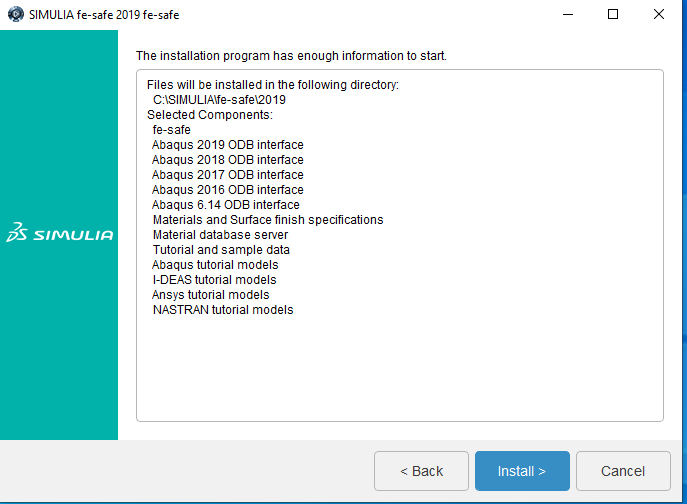 SIMULIA fe-safe 2019 fe-safe
The installation program has enough information to start.
Files will be installed in the following directory:
C:\SIMULIA\fe-safe\2019
Selected Components:
fe-safe
Abaqus 2019 ODB interface
Abaqus 2018 ODB interface
Abaqus 2017 ODB interface
Abaqus 2016 ODB interface
Abaqus 6.14 ODB interface
Materials and Surface finish specifications
Material database server
Tutorial and sample data
Abaqus tutorial models
I-DEAS tutorial models
Ansys tutorial models
NASTRAN tutorial models
SIMULIA
< Back
Install >
Cancel